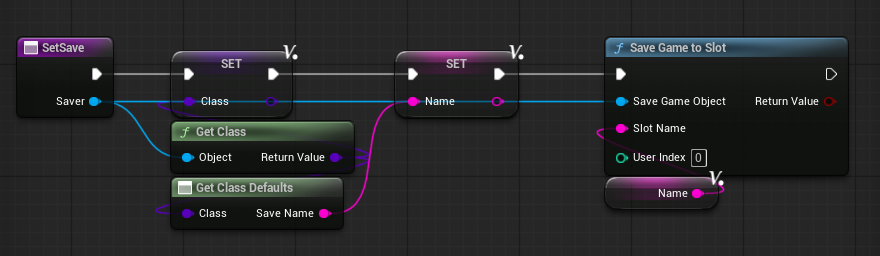 SetSave
Saver
SET
V.
Class
Get Class
Object
Return Value
Get Class Defaults
Class
Save Name
SET
V.
Name
Save Game to Slot
Save Game Object
Return Value
Slot Name
User Index 0
V.
Name